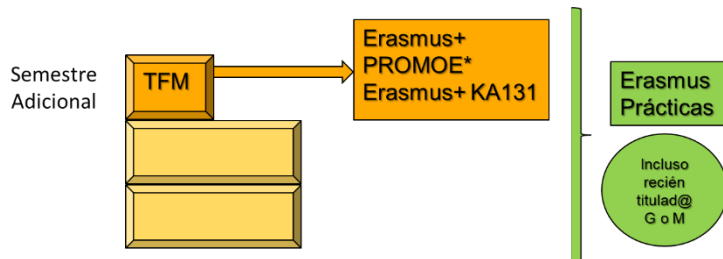 Semestre
Adicional
TFM
Erasmus+
PROMOE*
Erasmus+ KA131
Erasmus
Prácticas
Incluso
recién
titulad@
G o M